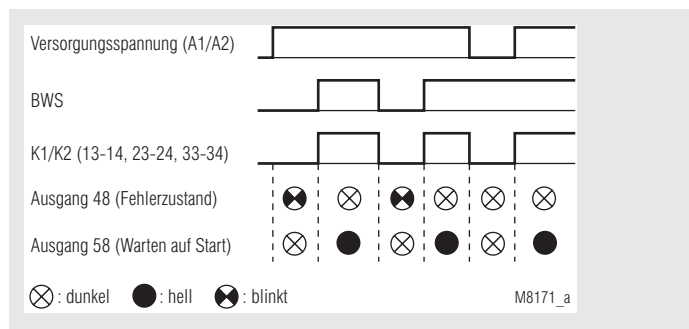 Versorgungsspannung (A1/A2)
BWS
K1/K2 (13-14, 23-24, 33-34)
Ausgang 48 (Fehlerzustand)
Ausgang 58 (Warten auf Start)
: dunkel : hell : blinkt M8171_a